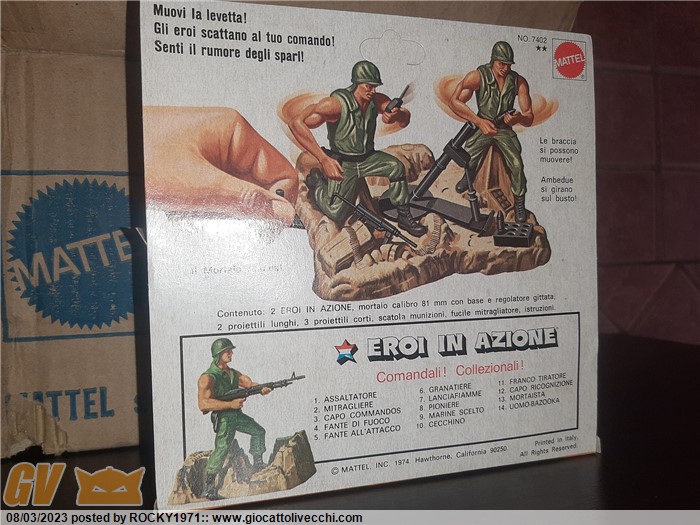 Muovi la levetta!
Gli eroi scattano al tuo comando!
Senti il rumore degli spari!
NO. 7402
★★
MATTEL
®
Le braccia
si possono
muovere!
Ambedue
si girano
sul busto!
MATTEL
Il Mortaio
Contenuto: 2 EROI IN AZIONE, mortaio calibro 81 mm con base e regolatore gittata,
2 proiettili lunghi, 3 proiettili corti, scatola munizioni, fucile mitragliatore, istruzioni.
EROI IN AZIONE
Comandali! Collezionali!
1. ASSALTATORE
2. MITRAGLIERE
3. CAPO COMMANDOS
4. FANTE DI FUOCO
5. FANTE ALL'ATTACCO
6. GRANATIERE
7. LANCIAFIAMME
8. PIONIERE
9. MARINE SCELTO
10. CECCHINO
11. FRANCO TIRATORE
12. CAPO RICOGNIZIONE
13. MORTAISTA
14. UOMO-BAZOOKA
MATTEL
© MATTEL, INC. 1974 Hawthorne, California 90250.
Printed in Italy.
All Rights Reserved.
GV
08/03/2023 posted by ROCKY1971:: www.giocattolivecchi.com